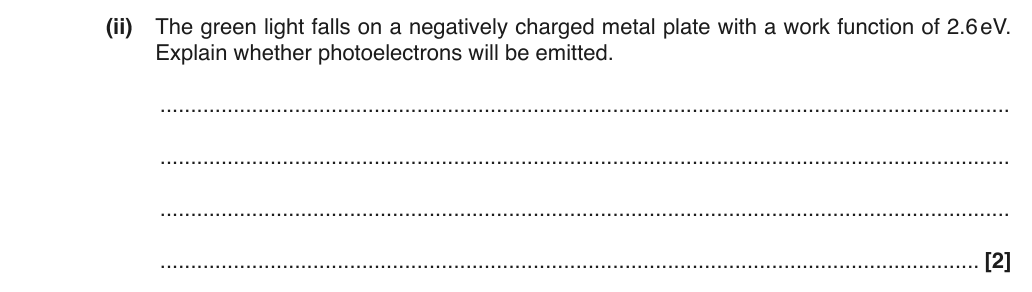 (ii) The green light falls on a negatively charged metal plate with a work function of 2.6 eV.
Explain whether photoelectrons will be emitted.
..........................................................................................................................................
..........................................................................................................................................
..........................................................................................................................................
..................................................................................................................................... [2]